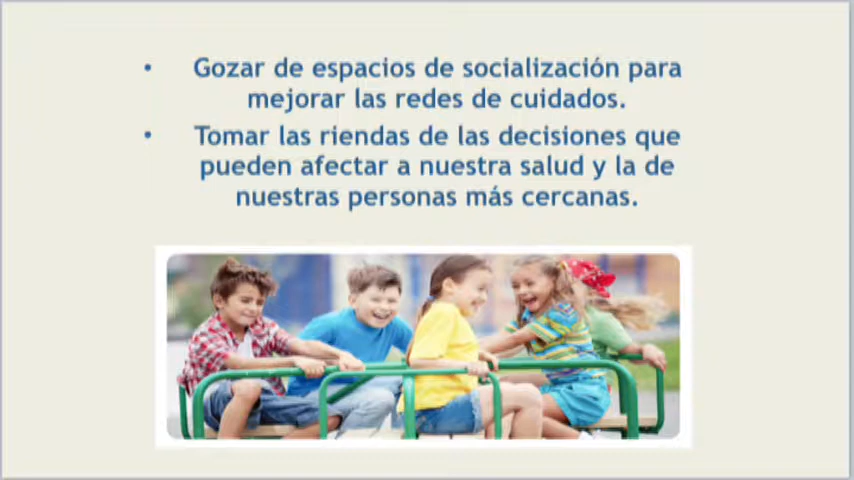 • Gozar de espacios de socialización para
mejorar las redes de cuidados.
• Tomar las riendas de las decisiones que
pueden afectar a nuestra salud y la de
nuestras personas más cercanas.